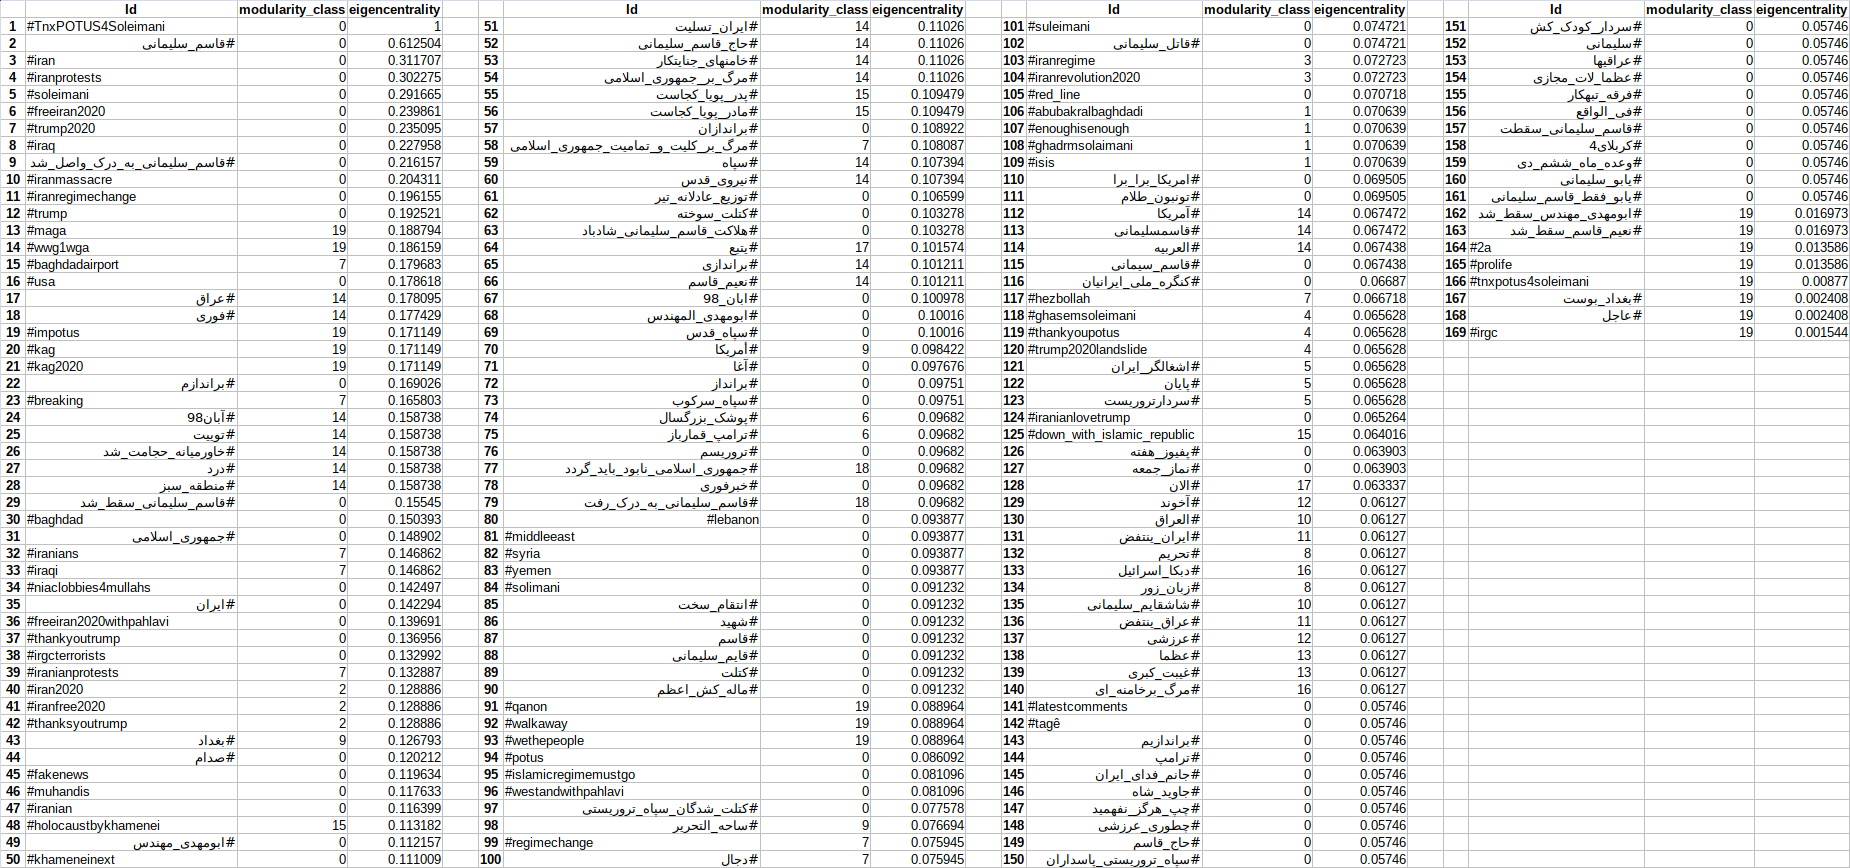 Id modularity_class eigencentrality
1 #TnxPOTUS4Soleimani 0 1
2 #قاسم_سلیمانی 0 0.612504
3 #iran 0 0.311707
4 #iranprotests 0 0.302275
5 #soleimani 0 0.291665
6 #freeiran2020 0 0.239861
7 #trump2020 0 0.235095
8 #iraq 0 0.227958
9 #قاسم_سلیمانی_به_درک_واصل_شد 0 0.216157
10 #iranmassacre 0 0.204311
11 #iranregimechange 0 0.196155
12 #trump 0 0.192521
13 #maga 19 0.188794
14 #wwg1wga 19 0.186159
15 #baghdadairport 7 0.179683
16 #usa 0 0.178618
17 #عراق 14 0.178095
18 #فوری 14 0.177429
19 #impotus 19 0.171149
20 #kag 19 0.171149
21 #kag2020 19 0.171149
22 #براندازم 0 0.169026
23 #breaking 7 0.165803
24 #آبان98 14 0.158738
25 #توییت 14 0.158738
26 #خاورمیانه_حجامت_شد 14 0.158738
27 #درد 14 0.158738
28 #منطقه_سبز 14 0.158738
29 #قاسم_سلیمانی_سقط_شد 0 0.15545
30 #baghdad 0 0.150393
31 #جمهوری_اسلامی 0 0.148902
32 #iranians 7 0.146862
33 #iraqi 7 0.146862
34 #niaclobbies4mullahs 0 0.142497
35 #ایران 0 0.142294
36 #freeiran2020withpahlavi 0 0.139691
37 #thankyoutrump 0 0.136956
38 #irgcterrorists 0 0.132992
39 #iranianprotests 7 0.132887
40 #iran2020 2 0.128886
41 #iranfree2020 2 0.128886
42 #thanksyoutrump 2 0.128886
43 #بغداد 9 0.126793
44 #صدام 0 0.120212
45 #fakenews 0 0.119634
46 #muhandis 0 0.117633
47 #iranian 0 0.116399
48 #holocaustbykhamenei 15 0.113182
49 #ابومهدی_مهندس 0 0.112157
50 #khameneinext 0 0.111009
Id modularity_class eigencentrality
51 #ایران_تسلیت 14 0.11026
52 #حاج_قاسم_سلیمانی 14 0.11026
53 #خامنهای_جنایتکار 14 0.11026
54 #مرگ_بر_جمهوری_اسلامی 14 0.11026
55 #پدر_پویا_کجاست 15 0.109479
56 #مادر_پویا_کجاست 15 0.109479
57 #براندازان 0 0.108922
58 #مرگ_بر_کلیت_و_تمامیت_جمهوری_اسلامی 7 0.108087
59 #سپاه 14 0.107394
60 #نیروی_قدس 14 0.107394
61 #توزیع_عادلانه_تیر 0 0.106599
62 #کتلت_سوخته 0 0.103278
63 #هلاکت_قاسم_سلیمانی_شادباد 0 0.103278
64 #یتبع 17 0.101574
65 #براندازی 14 0.101211
66 #نعیم_قاسم 14 0.101211
67 #ابان_98 0 0.100978
68 #ابومهدی_المهندس 0 0.10016
69 #سپاه_قدس 0 0.10016
70 #أمریکا 9 0.098422
71 #آغا 0 0.097676
72 #برانداز 0 0.09751
73 #سپاه_سرکوب 0 0.09751
74 #پوشک_بزرگسال 6 0.09682
75 #ترامپ_قمارباز 6 0.09682
76 #تروریسم 0 0.09682
77 #جمهوری_اسلامی_نابود_باید_گردد 18 0.09682
78 #خبرفوری 0 0.09682
79 #قاسم_سلیمانی_به_درک_رفت 18 0.09682
80 #lebanon 0 0.093877
81 #middleeast 0 0.093877
82 #syria 0 0.093877
83 #yemen 0 0.093877
84 #solimani 0 0.091232
85 #انتقام_سخت 0 0.091232
86 #شهید 0 0.091232
87 #قاسم 0 0.091232
88 #قایم_سلیمانی 0 0.091232
89 #کتلت 0 0.091232
90 #ماله_کش_اعظم 0 0.091232
91 #qanon 19 0.088964
92 #walkaway 19 0.088964
93 #wethepeople 19 0.088964
94 #potus 0 0.086092
95 #islamicregimemustgo 0 0.081096
96 #westandwithpahlavi 0 0.081096
97 #کتلت_شدگان_سپاه_تروریستی 0 0.077578
98 #ساحه_التحریر 9 0.076694
99 #regimechange 7 0.075945
100 #دجال 7 0.075945
Id modularity_class eigencentrality
101 #suleimani 0 0.074721
102 #قاتل_سلیمانی 0 0.074721
103 #iranregime 3 0.072723
104 #iranrevolution2020 3 0.072723
105 #red_line 0 0.070718
106 #abubakralbaghdadi 1 0.070639
107 #enoughisenough 1 0.070639
108 #ghadrmsolaimani 1 0.070639
109 #isis 1 0.070639
110 #امریکا_برا_برا 0 0.069505
111 #تونبون_طلام 0 0.069505
112 #آمریکا 14 0.067472
113 #قاسمسلیمانی 14 0.067472
114 #العربیه 14 0.067438
115 #قاسم_سیمانی 0 0.067438
116 #کنگره_ملی_ایرانیان 0 0.06687
117 #hezbollah 7 0.066718
118 #ghasemsoleimani 4 0.065628
119 #thankyoupotus 4 0.065628
120 #trump2020landslide 4 0.065628
121 #اشغالگر_ایران 5 0.065628
122 #پایان 5 0.065628
123 #سردارتروریست 5 0.065628
124 #iranianlovetrump 0 0.065264
125 #down_with_islamic_republic 15 0.064016
126 #پفیوز_هفته 0 0.063903
127 #نماز_جمعه 0 0.063903
128 #الان 17 0.063337
129 #آخوند 12 0.06127
130 #العراق 10 0.06127
131 #ایران_ینتفض 11 0.06127
132 #تحریم 8 0.06127
133 #دبکا_اسرائیل 16 0.06127
134 #زبان_زور 8 0.06127
135 #شاشقایم_سلیمانی 10 0.06127
136 #عراق_ینتفض 11 0.06127
137 #عرزشی 12 0.06127
138 #عظما 13 0.06127
139 #غیبت_کبری 13 0.06127
140 #مرگ_برخامنه_ای 16 0.06127
141 #latestcomments 0 0.05746
142 #tagê 0 0.05746
143 #براندازیم 0 0.05746
144 #ترامپ 0 0.05746
145 #جانم_فدای_ایران 0 0.05746
146 #جاوید_شاه 0 0.05746
147 #چپ_هرگز_نفهمید 0 0.05746
148 #چطوری_عرزشی 0 0.05746
149 #حاج_قاسم 0 0.05746
150 #سپاه_تروریستی_پاسداران 0 0.05746
Id modularity_class eigencentrality
151 #سردار_کودک_کش 0 0.05746
152 #سلیمانی 0 0.05746
153 #عراقیها 0 0.05746
154 #عظما_لات_مجازی 0 0.05746
155 #فرقه_تبهکار 0 0.05746
156 #فی_الواقع 0 0.05746
157 #قاسم_سلیمانی_سقطت 0 0.05746
158 #کربلای4 0 0.05746
159 #وعده_ماه_ششم_دی 0 0.05746
160 #یابو_سلیمانی 0 0.05746
161 #یابو_فقط_قاسم_سلیمانی 0 0.05746
162 #ابومهدی_مهندس_سقط_شد 19 0.016973
163 #نعیم_قاسم_سقط_شد 19 0.016973
164 #2a 19 0.013586
165 #prolife 19 0.013586
166 #tnxpotus4soleimani 19 0.00877
167 #بغداد_بوست 19 0.002408
168 #عاجل 19 0.002408
169 #irgc 19 0.001544